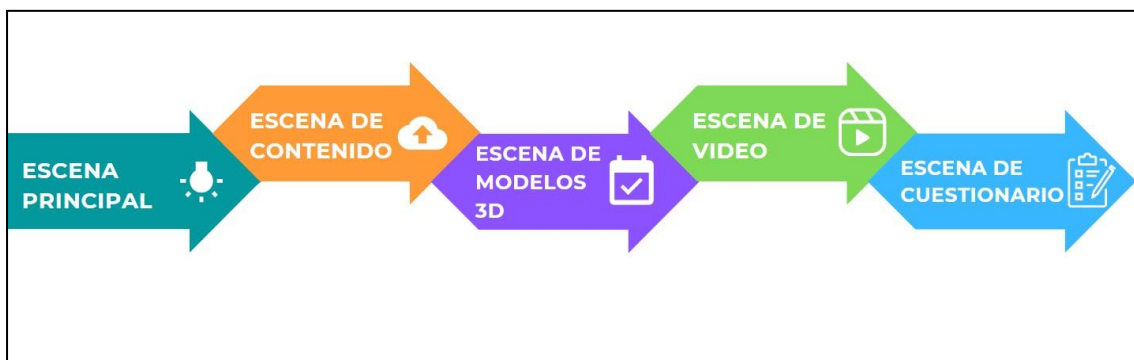 ESCENA
PRINCIPAL
ESCENA DE
CONTENIDO
ESCENA DE
MODELOS
3D
ESCENA DE
VIDEO
ESCENA DE
CUESTIONARIO